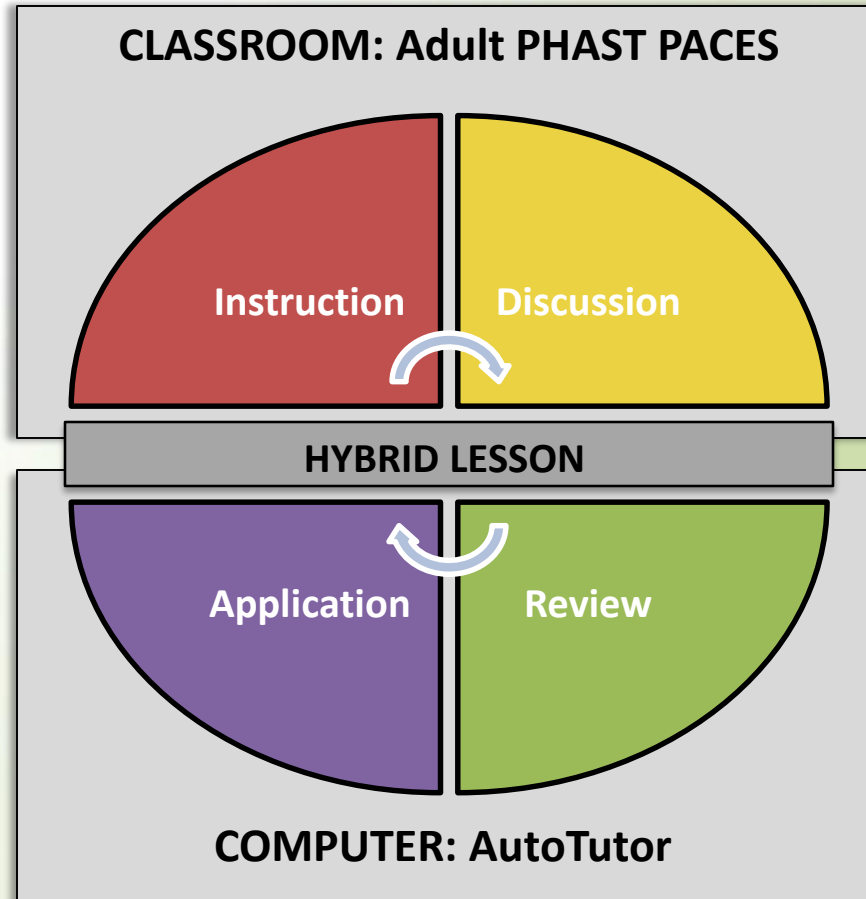 CLASSROOM: Adult PHAST PACES
Instruction
Discussion
HYBRID LESSON
Application
Review
COMPUTER: AutoTutor